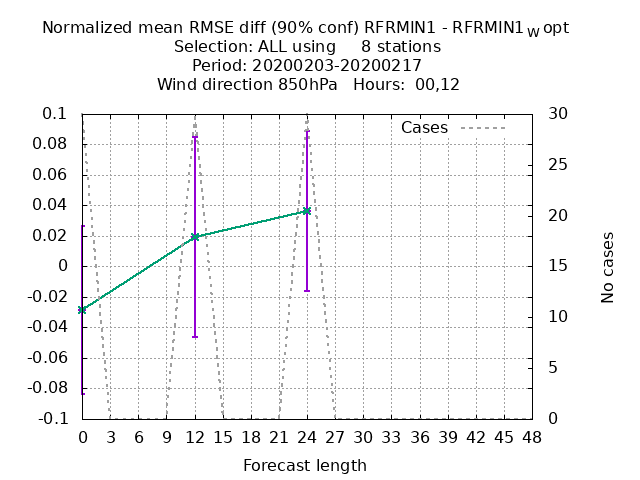 Normalized mean RMSE diff (90% conf) RFRMIN1 - RFRMIN1W opt
Selection: ALL using 8 stations
Period: 20200203-20200217
Wind direction 850hPa Hours: 00,12
Cases
0.1
0.08
0.06
0.04
0.02
0
-0.02
-0.04
-0.06
-0.08
-0.1
30
25
20
15
10
5
0
No cases
0 3 6 9 12 15 18 21 24 27 30 33 36 39 42 45 48
Forecast length